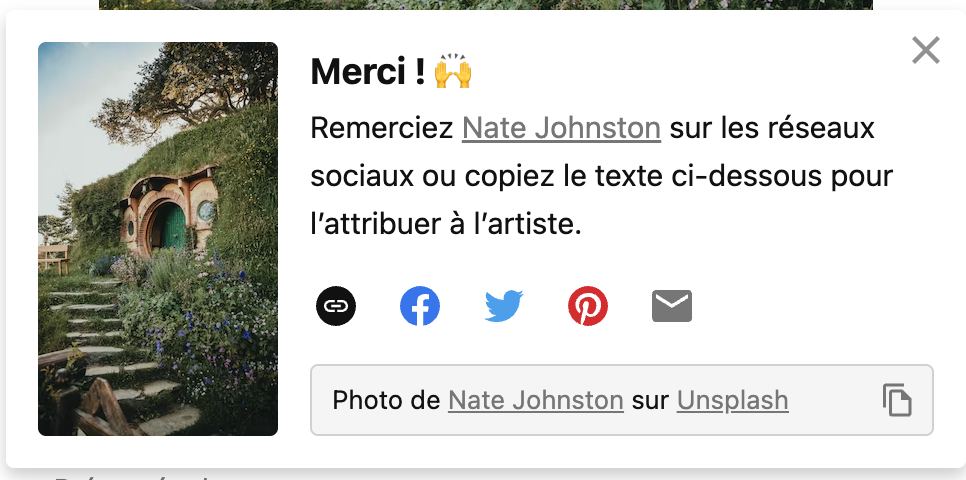 Merci ! 🙌
Remerciez Nate Johnston sur les réseaux
sociaux ou copiez le texte ci-dessous pour
l’attribuer à l’artiste.
Photo de Nate Johnston sur Unsplash